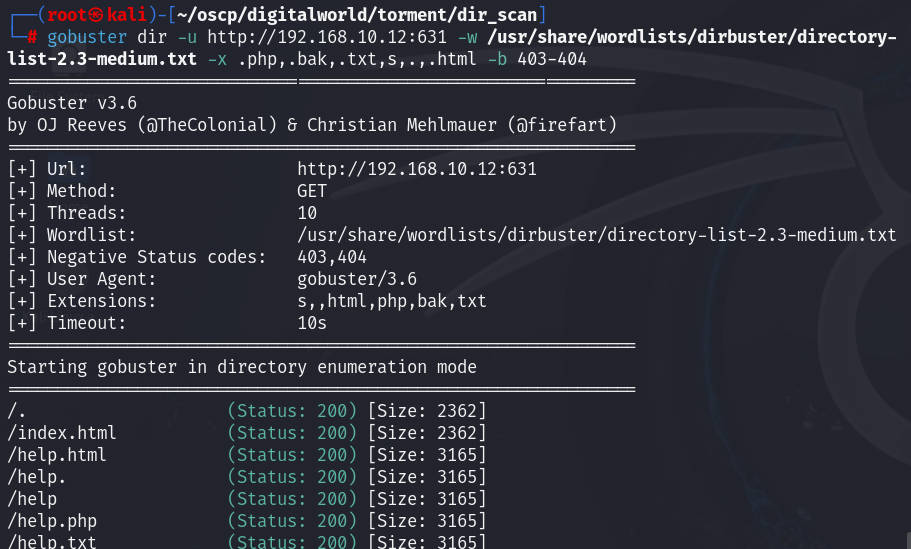 ┌──(root㉿kali)-[~/oscp/digitalworld/torment/dir_scan]
└─# gobuster dir -u http://192.168.10.12:631 -w /usr/share/wordlists/dirbuster/directory-
list-2.3-medium.txt -x .php,.bak,.txt,s,.,.html -b 403-404
===============================================================
Gobuster v3.6
by OJ Reeves (@TheColonial) & Christian Mehlmauer (@firefart)
===============================================================
[+] Url:                     http://192.168.10.12:631
[+] Method:                  GET
[+] Threads:                 10
[+] Wordlist:                /usr/share/wordlists/dirbuster/directory-list-2.3-medium.txt
[+] Negative Status codes:   403,404
[+] User Agent:              gobuster/3.6
[+] Extensions:              s,,html,php,bak,txt
[+] Timeout:                 10s
===============================================================
Starting gobuster in directory enumeration mode
===============================================================
/.                    (Status: 200) [Size: 2362]
/index.html           (Status: 200) [Size: 2362]
/help.html            (Status: 200) [Size: 3165]
/help.                (Status: 200) [Size: 3165]
/help                 (Status: 200) [Size: 3165]
/help.php             (Status: 200) [Size: 3165]
/help.txt             (Status: 200) [Size: 3165]